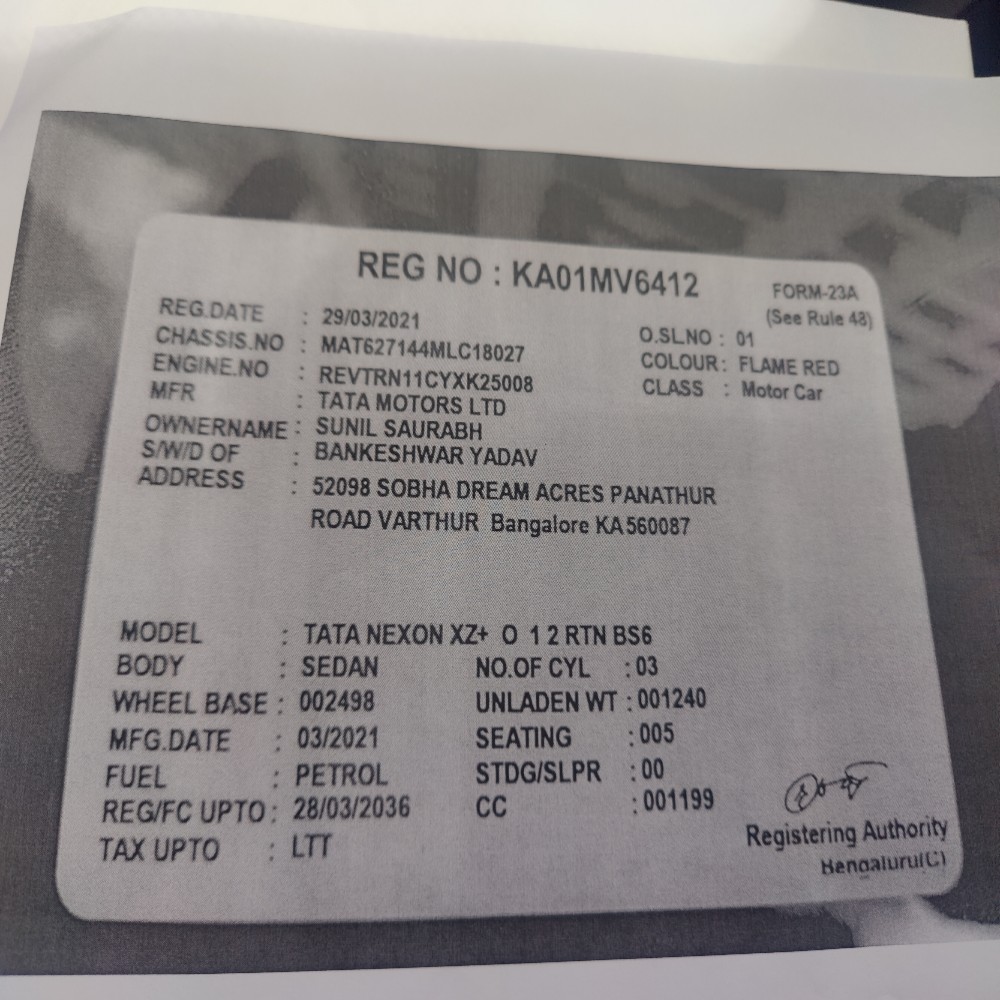 REG NO : KA01MV6412
FORM-23A
(See Rule 48)
REG.DATE : 29/03/2021
O.SLNO : 01
CHASSIS.NO : MAT627144MLC18027
COLOUR : FLAME RED
ENGINE.NO : REVTRN11CYXK25008
CLASS : Motor Car
MFR : TATA MOTORS LTD
OWNERNAME : SUNIL SAURABH
S/W/D OF : BANKESHWAR YADAV
ADDRESS : 52098 SOBHA DREAM ACRES PANATHUR
ROAD VARTHUR Bangalore KA 560087
MODEL : TATA NEXON XZ+ O 1 2 RTN BS6
BODY : SEDAN NO.OF CYL : 03
WHEEL BASE : 002498 UNLADEN WT : 001240
MFG.DATE : 03/2021 SEATING : 005
FUEL : PETROL STDG/SLPR : 00
REG/FC UPTO : 28/03/2036 CC : 001199
TAX UPTO : LTT
Registering Authority
Bengaluru(C)